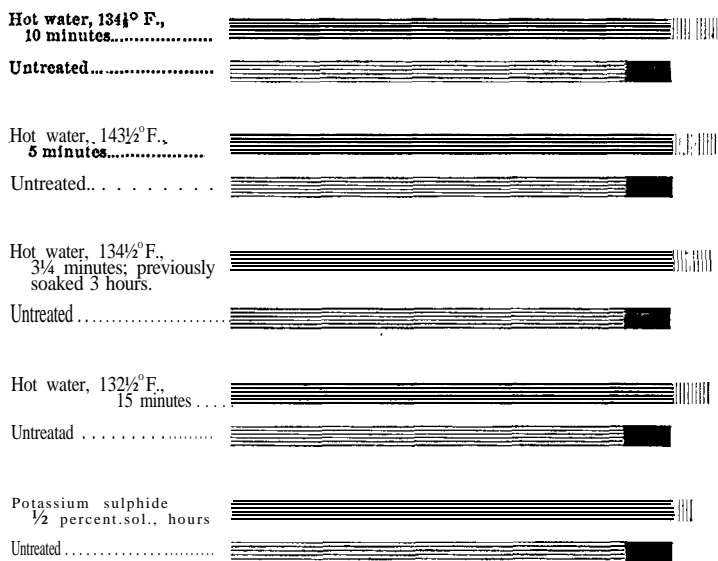 Hot water, 134½° F.,
10 minutes....................
Untreated........................
Hot water, 143½°F.,
5 minutes...................
Untreated.. . . . . . . . . .
Hot water, 134½°F.,
3¼ minutes; previously
soaked 3 hours.
Untreated .......................
Hot water, 132½°F.,
15 minutes . . . . .
Untreatad . . . . . . . . . .........
Potassium sulphide
½ percent.sol., hours
Untreated ........................